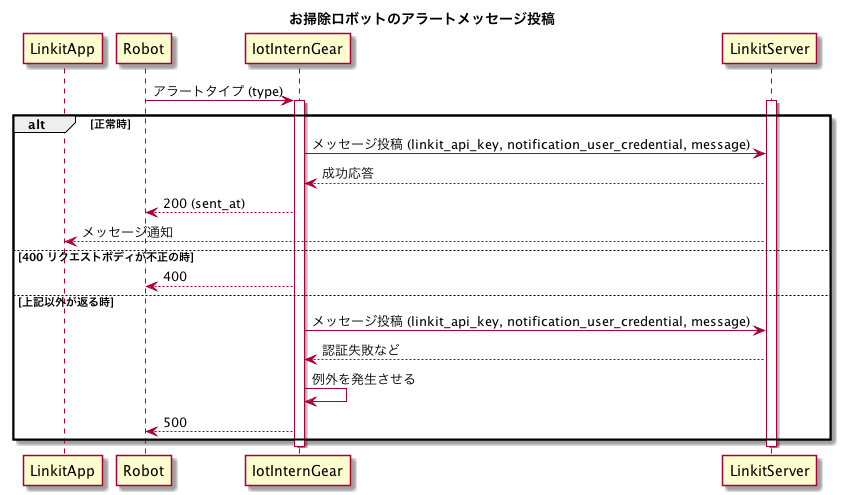 お掃除ロボットのアラートメッセージ投稿
LinkitApp Robot IotInternGear LinkitServer
アラートタイプ (type)
alt [正常時]
メッセージ投稿 (linkit_api_key, notification_user_credential, message)
成功応答
200 (sent_at)
メッセージ通知
[400 リクエストボディが不正の時]
400
[上記以外が返る時]
メッセージ投稿 (linkit_api_key, notification_user_credential, message)
認証失敗など
例外を発生させる
500
LinkitApp Robot IotInternGear LinkitServer